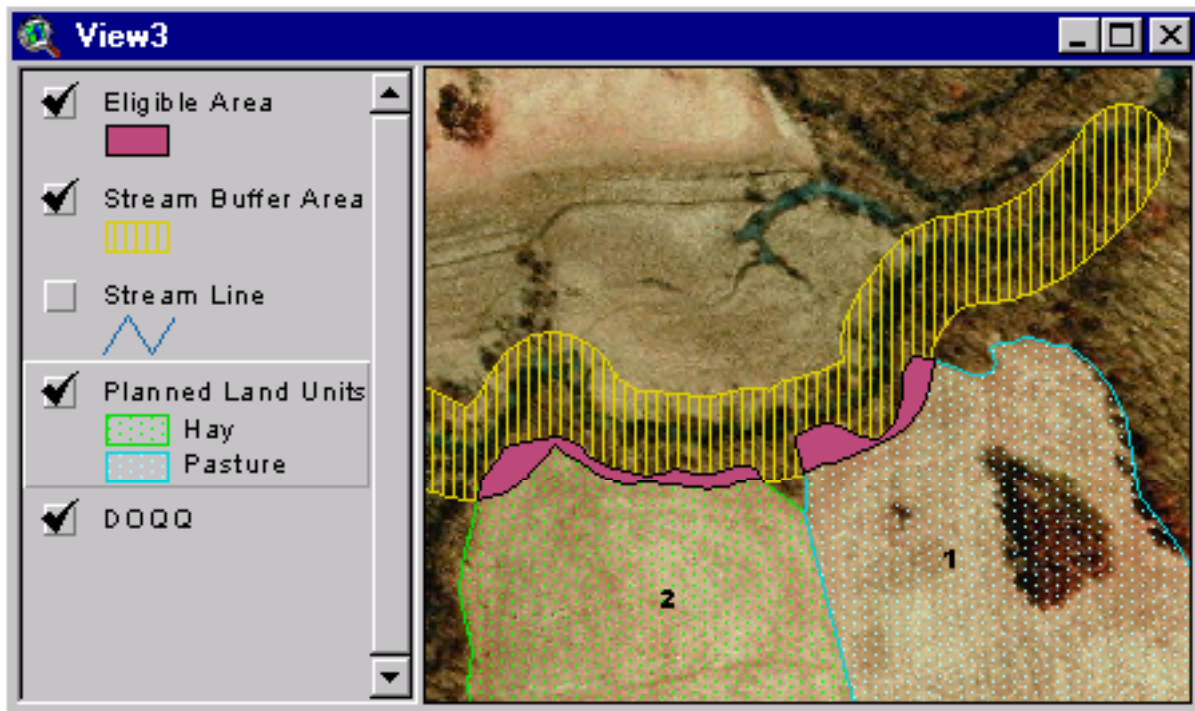 View3
Eligible Area
Stream Buffer Area
Stream Line
Planned Land Units
Hay
Pasture
DOQQ
1
2